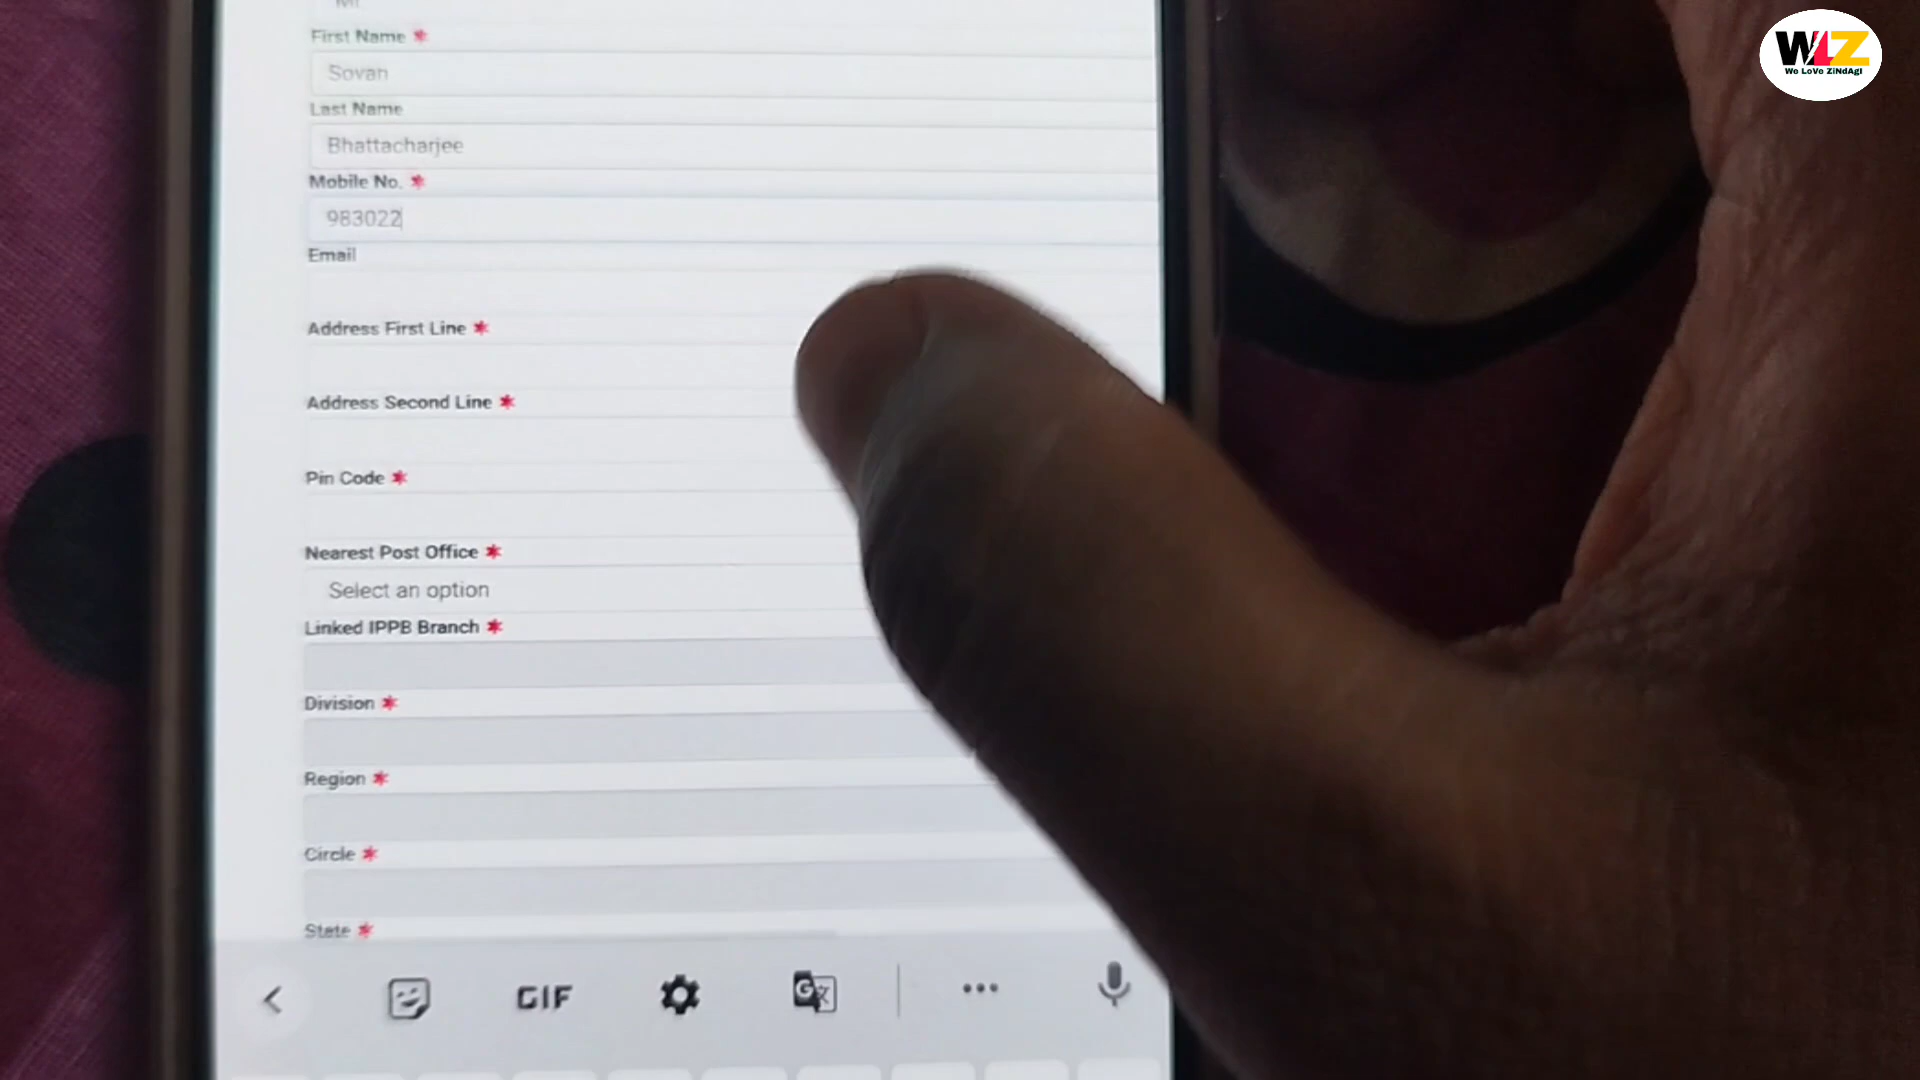 WLZ
We LoVe ZiNdAgI
First Name *
Sovan
Last Name
Bhattacharjee
Mobile No. *
983022
Email
Address First Line *
Address Second Line *
Pin Code *
Nearest Post Office *
Select an option
Linked IPPB Branch *
Division *
Region *
Circle *
State *
GIF